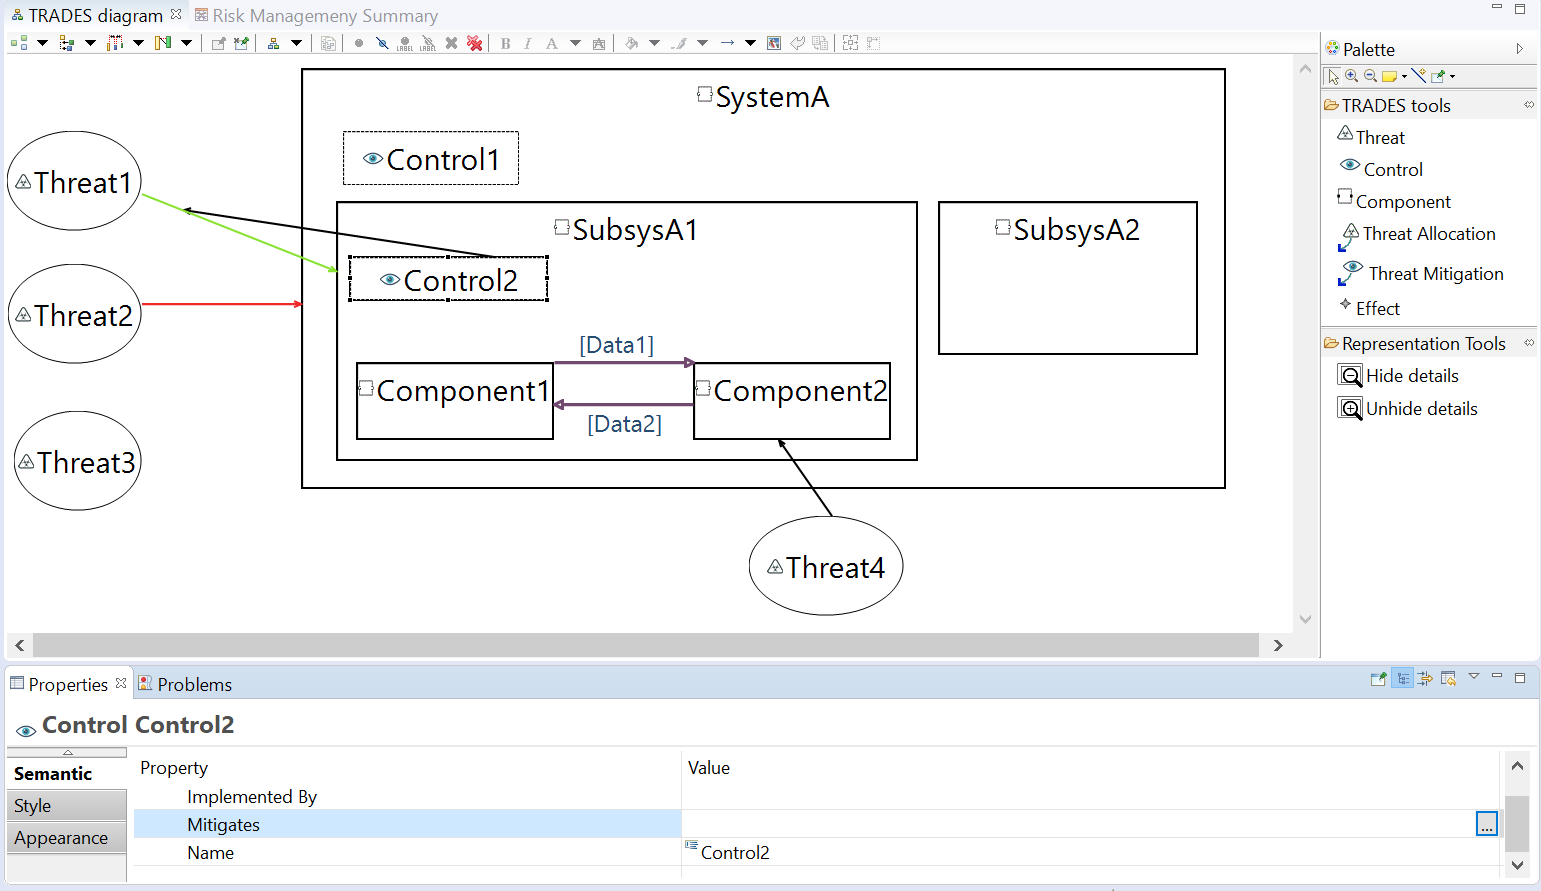 TRADES diagram
Risk Managemeny Summary
LABEL
LABEL
B I A A
Palette
TRADES tools
Threat
Control
Component
Threat Allocation
Threat Mitigation
Effect
Representation Tools
Hide details
Unhide details
SystemA
Control1
Threat1
SubsysA1
SubsysA2
Control2
Threat2
[Data1]
Component1
Component2
[Data2]
Threat3
Threat4
Properties
Problems
Control Control2
Semantic
Style
Appearance
Property
Value
Implemented By
Mitigates
...
Name
Control2